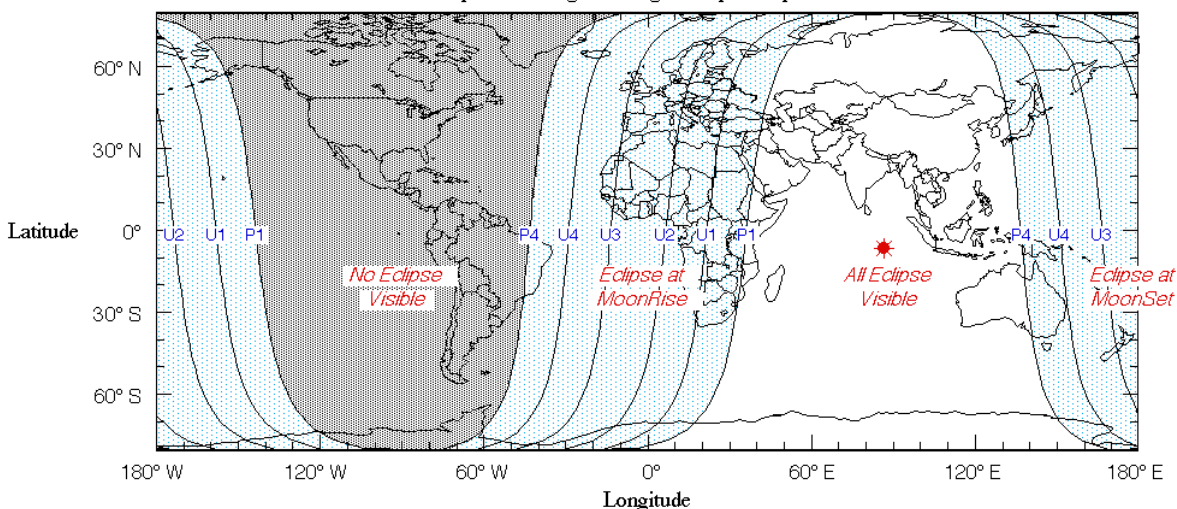 60° N
30° N
Latitude 0° U2 U1 P1 P4 U4 U3 U2 U1 P1 P4 U4 U3
No Eclipse
Visible
Eclipse at
MoonRise
All Eclipse
Visible
Eclipse at
MoonSet
30° S
60° S
180° W 120° W 60° W 0° 60° E 120° E 180° E
Longitude